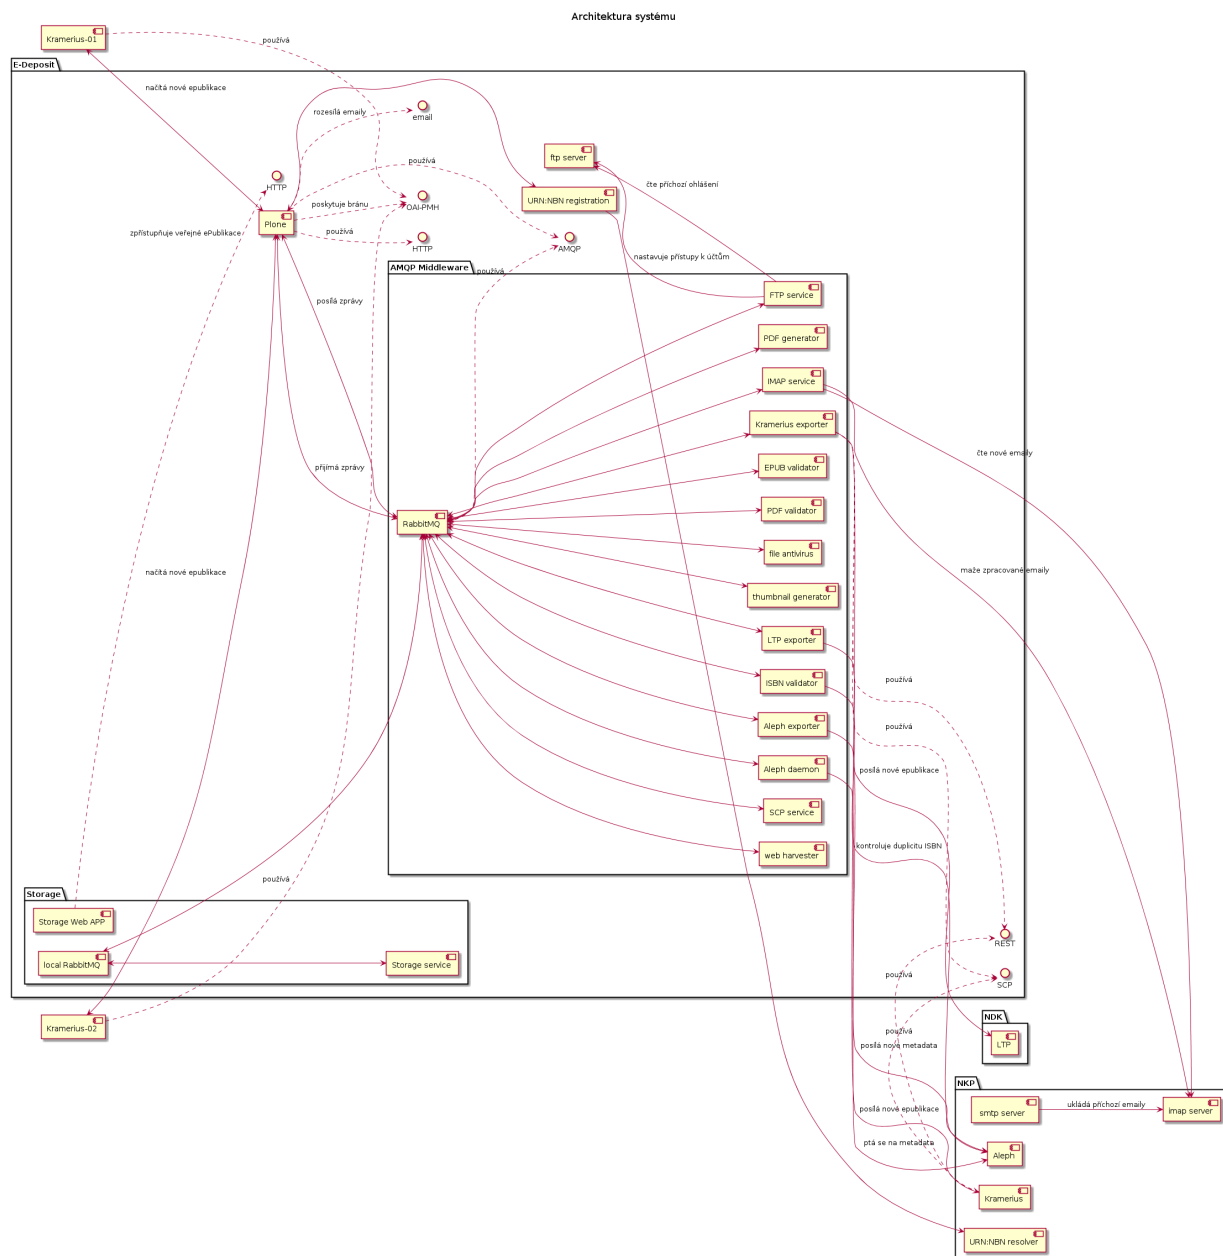 Architektura systému
Kramerius-01
používá
E-Deposit
načítá nové epublikace
rozesílá emaily
email
ftp server
používá
HTTP
čte příchozí ohlášení
URN:NBN registration
poskytuje bránu
OAI-PMH
Plone
zpřístupňuje veřejně ePublikace
používá
HTTP
AMQP
nastavuje přístupy k účtům
AMQP Middleware
používá
posílá zprávy
FTP service
PDF generator
IMAP service
Kramerius exporter
čte nové emaily
přijímá zprávy
EPUB validator
PDF validator
RabbitMQ
file antivirus
načítá nové epublikace
maže zpracované emaily
thumbnail generator
LTP exporter
používá
ISBN validator
Aleph exporter
používá
Aleph daemon
posílá nové epublikace
SCP service
kontroluje duplicitu ISBN
web harvester
používá
Storage
Storage Web APP
REST
local RabbitMQ
Storage service
používá
SCP
Kramerius-02
NDK
používá
LTP
posílá nové metadata
NKP
smtp server
ukládá příchozí emaily
imap server
posílá nové epublikace
ptá se na metadata
Aleph
Kramerius
URN:NBN resolver